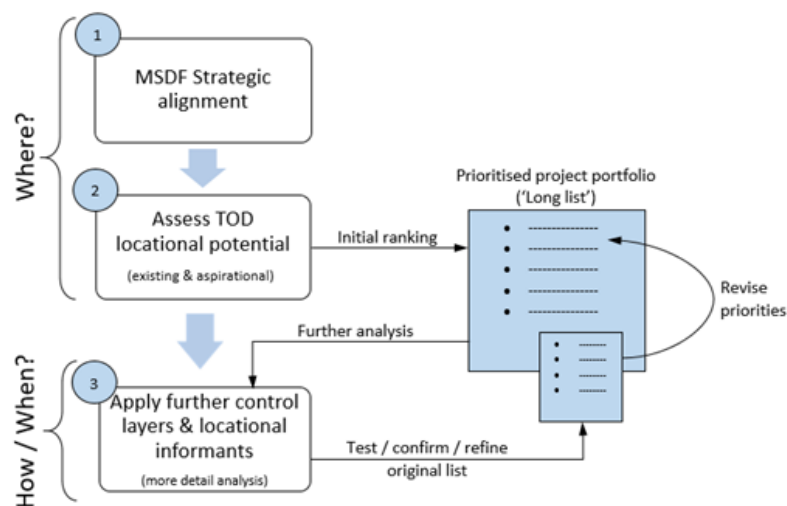 Where?
1
MSDF Strategic
alignment
2
Assess TOD
locational potential
(existing & aspirational)
Initial ranking
Prioritised project portfolio
(‘Long list’)
Revise
priorities
Further analysis
How / When?
3
Apply further control
layers & locational
informants
(more detail analysis)
Test / confirm / refine
original list